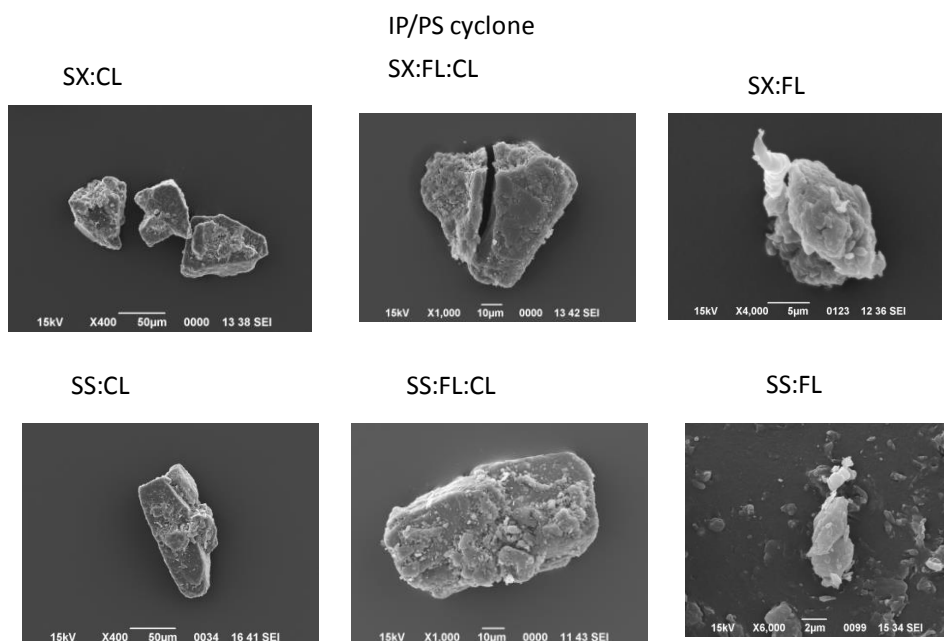 IP/PS cyclone
SX:CL
SX:FL:CL
SX:FL
15kV X400 50µm 0000 13 38 SEI
15kV X1,000 10µm 0000 13 42 SEI
15kV X4,000 5µm 0123 12 36 SEI
SS:CL
SS:FL:CL
SS:FL
15kV X400 50µm 0034 16 41 SEI
15kV X1,000 10µm 0000 11 43 SEI
15kV X6,000 2µm 0099 15 34 SEI